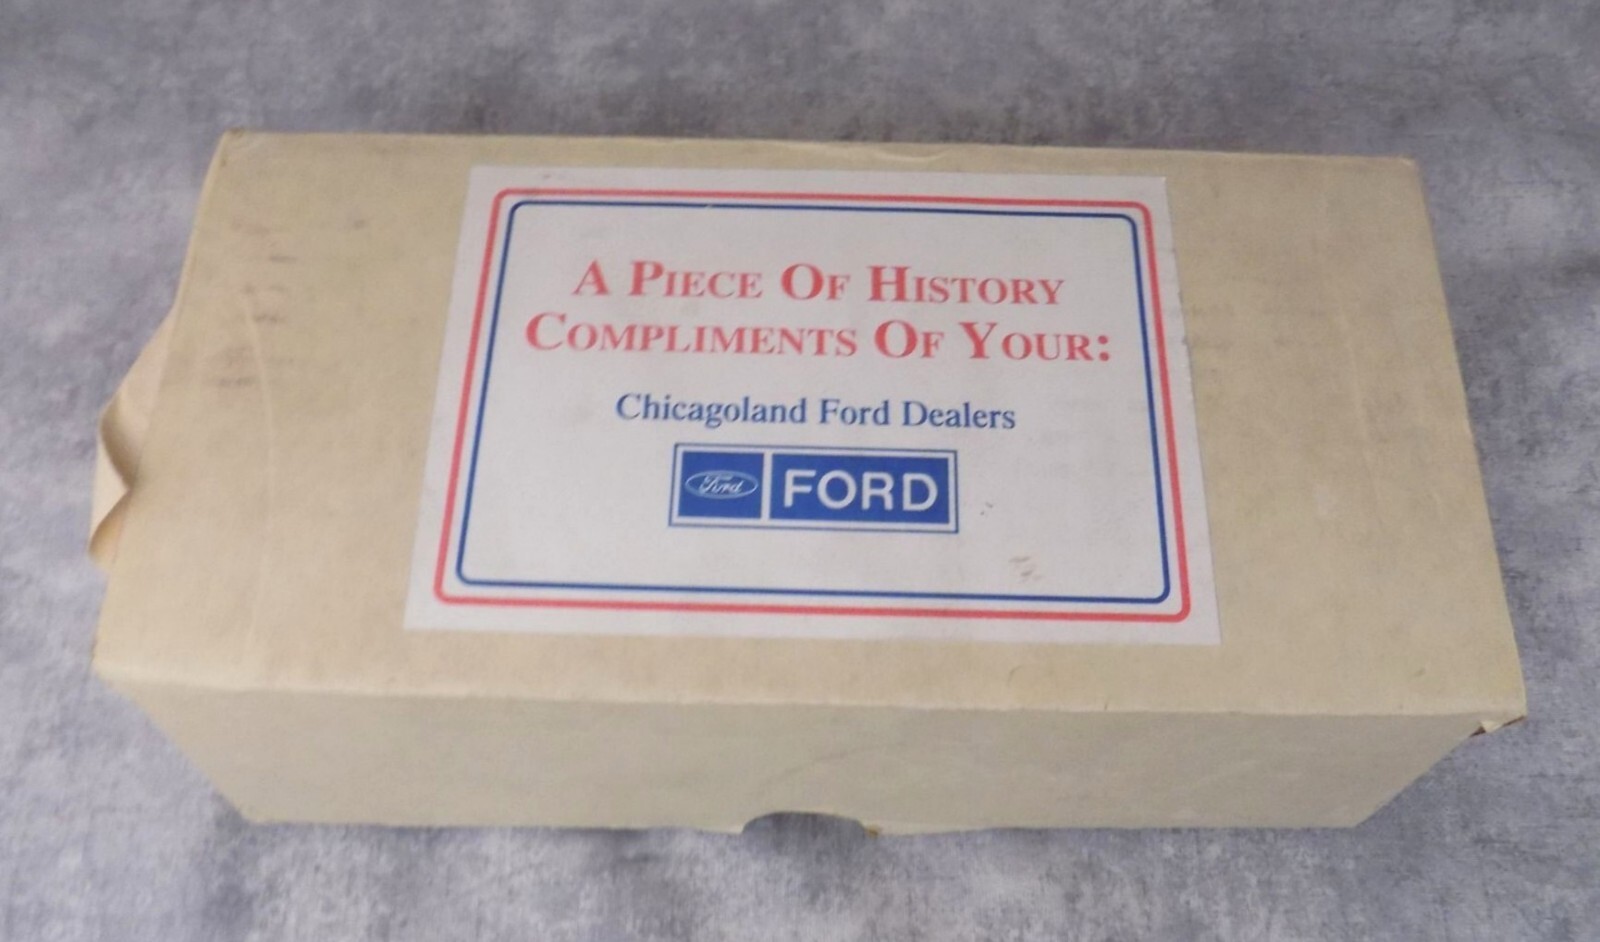 A PIECE OF HISTORY
COMPLIMENTS OF YOUR:
Chicagoland Ford Dealers
Ford FORD